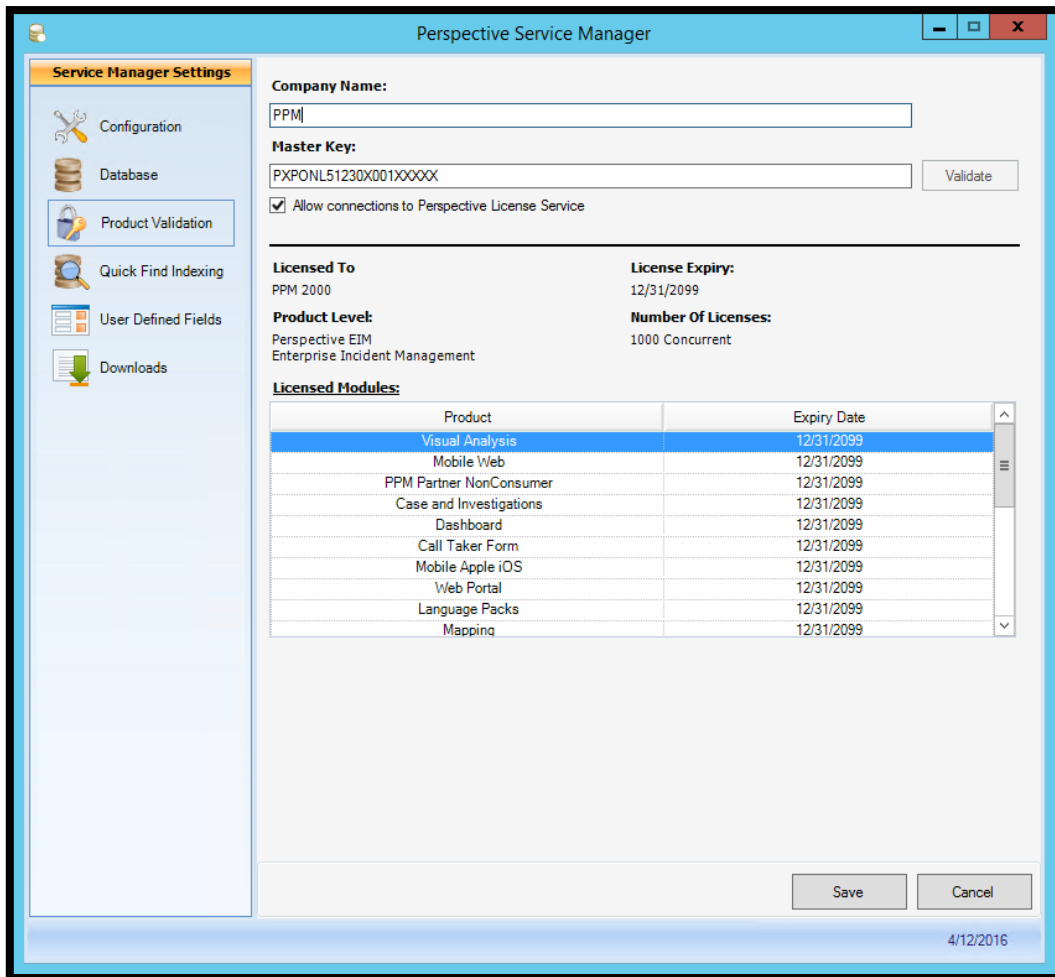 Perspective Service Manager
Service Manager Settings
Configuration
Database
Product Validation
Quick Find Indexing
User Defined Fields
Downloads
Company Name:
PPM
Master Key:
PXPONL51230X001XXXXX
Validate
Allow connections to Perspective License Service
Licensed To
License Expiry:
PPM 2000
12/31/2099
Product Level:
Number Of Licenses:
Perspective EIM
1000 Concurrent
Enterprise Incident Management
Licensed Modules:
Product Expiry Date
Visual Analysis 12/31/2099
Mobile Web 12/31/2099
PPM Partner NonConsumer 12/31/2099
Case and Investigations 12/31/2099
Dashboard 12/31/2099
Call Taker Form 12/31/2099
Mobile Apple iOS 12/31/2099
Web Portal 12/31/2099
Language Packs 12/31/2099
Mapping 12/31/2099
Save
Cancel
4/12/2016